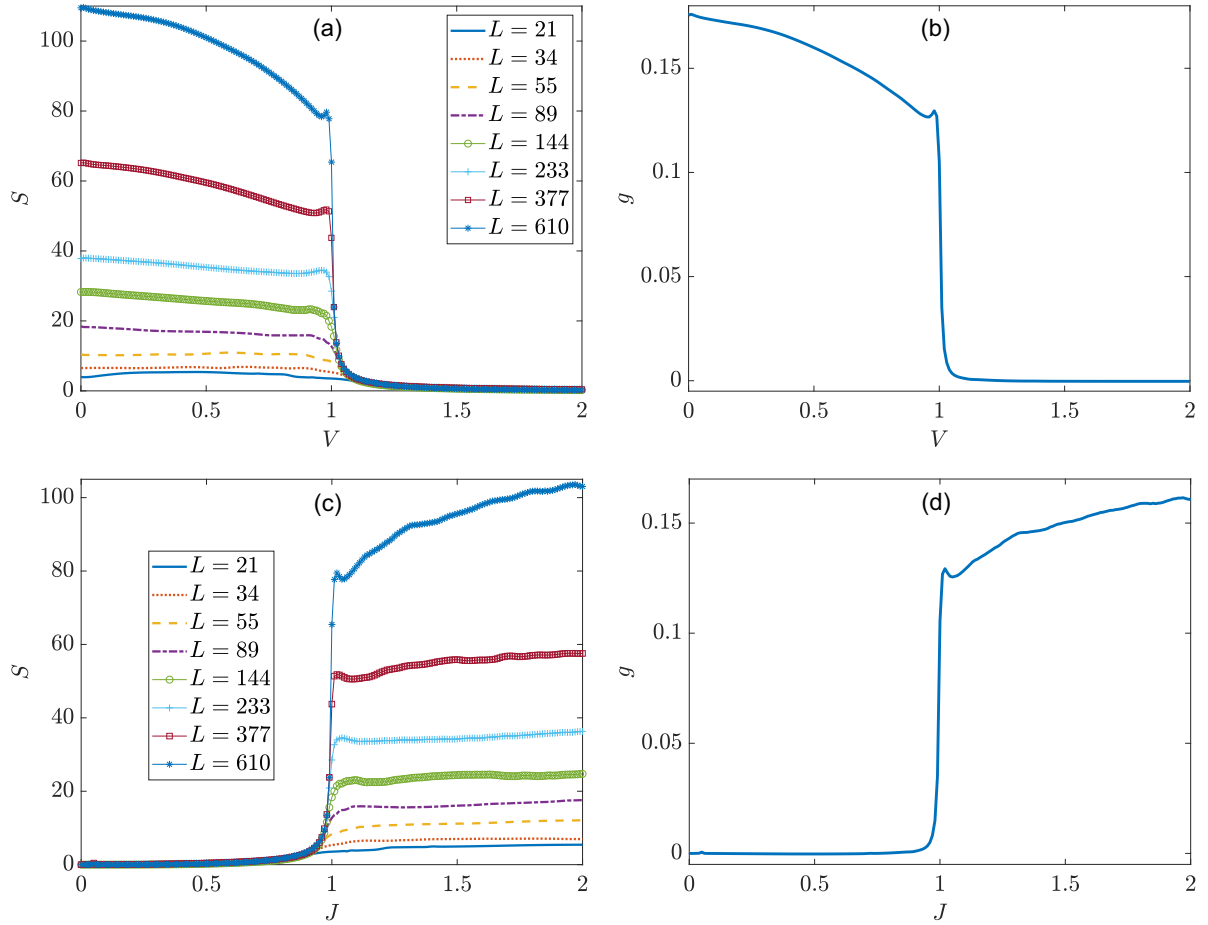 (a)
S
100
80
60
40
20
0
0 0.5 1 1.5 2
V
L = 21
L = 34
L = 55
L = 89
L = 144
L = 233
L = 377
L = 610
(b)
g
0.15
0.1
0.05
0
0 0.5 1 1.5 2
V
(c)
S
100
80
60
40
20
0
0 0.5 1 1.5 2
J
L = 21
L = 34
L = 55
L = 89
L = 144
L = 233
L = 377
L = 610
(d)
g
0.15
0.1
0.05
0
0 0.5 1 1.5 2
J